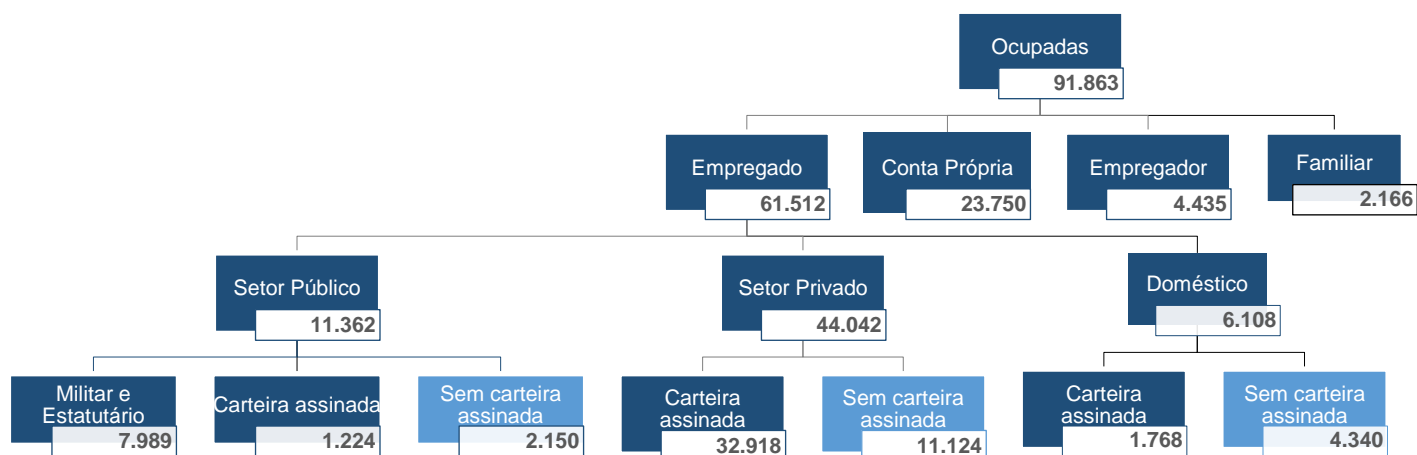 Ocupadas
91.863
Empregado
61.512
Conta Própria
23.750
Empregador
4.435
Familiar
2.166
Setor Público
11.362
Setor Privado
44.042
Doméstico
6.108
Militar e
Estatutário
7.989
Carteira assinada
1.224
Sem carteira
assinada
2.150
Carteira
assinada
32.918
Sem carteira
assinada
11.124
Carteira
assinada
1.768
Sem carteira
assinada
4.340